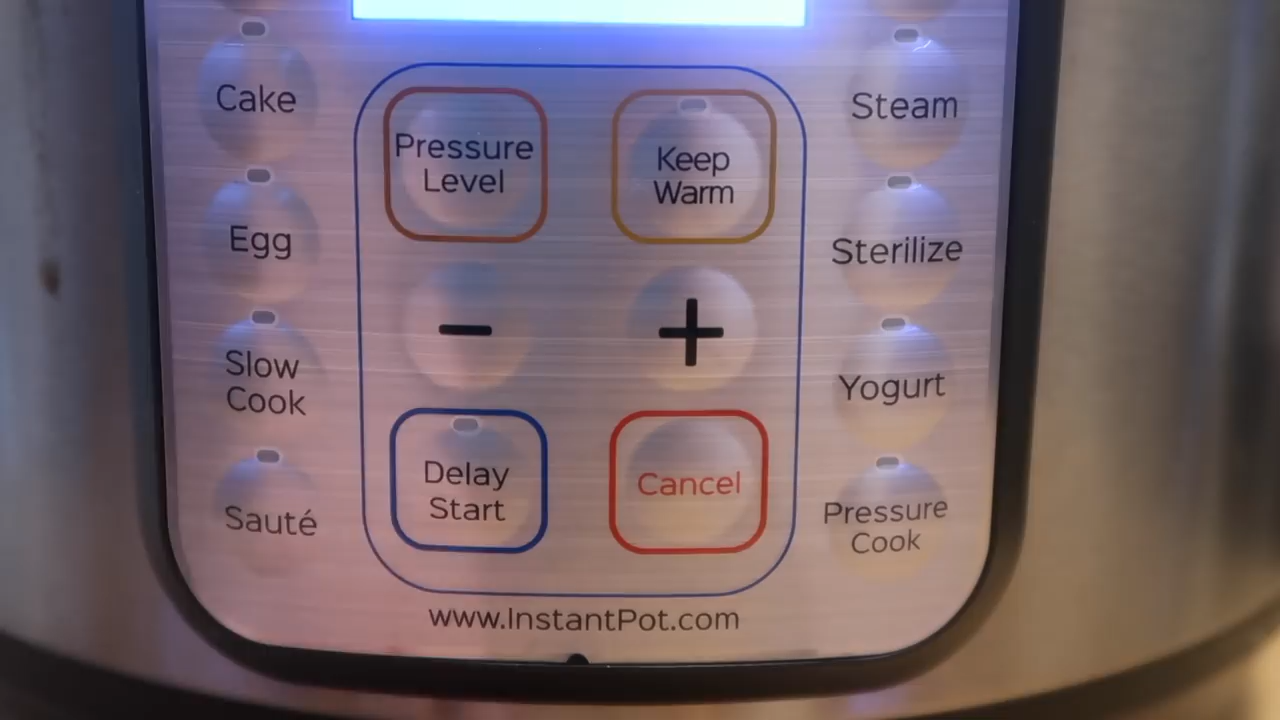 Cake
Steam
Pressure
Level
Keep
Warm
Egg
Sterilize
−
+
Slow
Cook
Yogurt
Delay
Start
Cancel
Sauté
Pressure
Cook
www.InstantPot.com